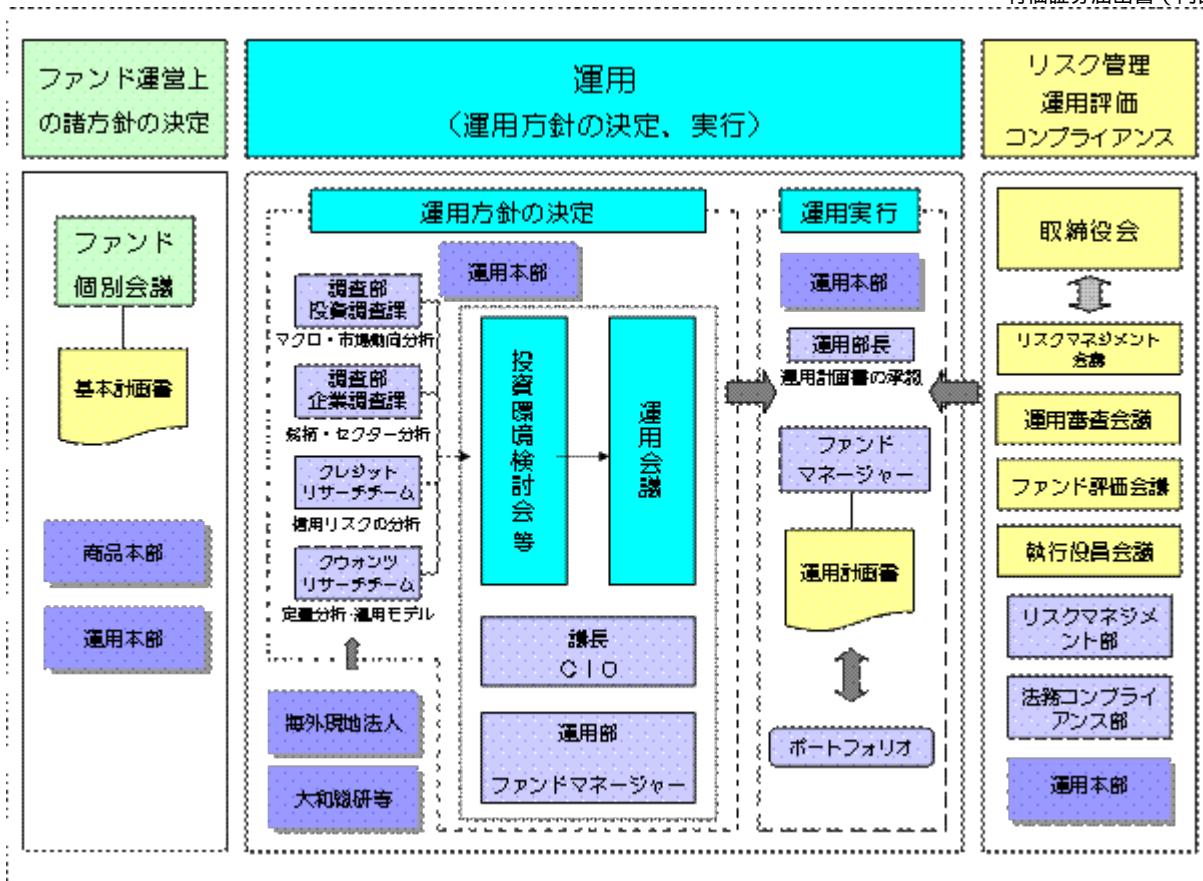 ファンド運営上
の諸方針の決定
運用
（運用方針の決定、実行）
リスク管理
運用評価
コンプライアンス
ファンド
個別会議
基本計画書
商品本部
運用本部
運用方針の決定
運用本部
調査部
投資調査課
マクロ・市場動向分析
調査部
企業調査課
銘柄・セクター分析
クレジット
リサーチチーム
信用リスクの分析
クウォンツ
リサーチチーム
定量分析・運用モデル
海外現地法人
大和総研等
投資環境検討会等
運用会議
議長
ＣＩＯ
運用部
ファンドマネージャー
運用実行
運用本部
運用部長
運用計画書の承認
ファンド
マネージャー
運用計画書
ポートフォリオ
取締役会
リスクマネジメント
会議
運用審査会議
ファンド評価会議
執行役員会議
リスクマネジメ
ント部
法務コンプライ
アンス部
運用本部